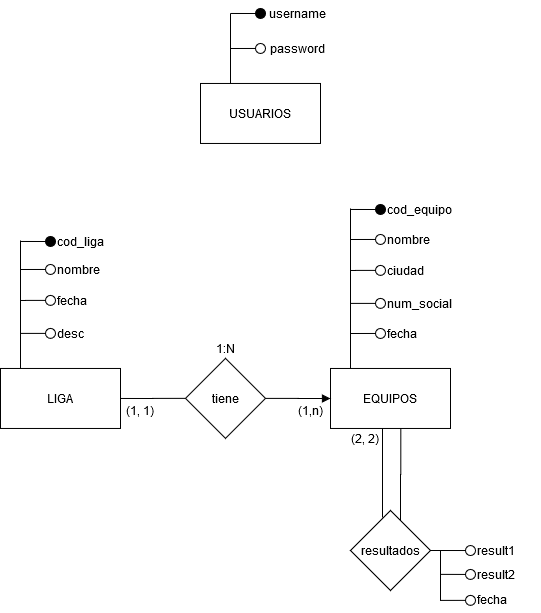 username
password
USUARIOS
cod_equipo
nombre
ciudad
num_social
fecha
cod_liga
nombre
fecha
desc
1:N
LIGA
(1, 1)
tiene
(1,n)
EQUIPOS
(2, 2)
resultados
result1
result2
fecha